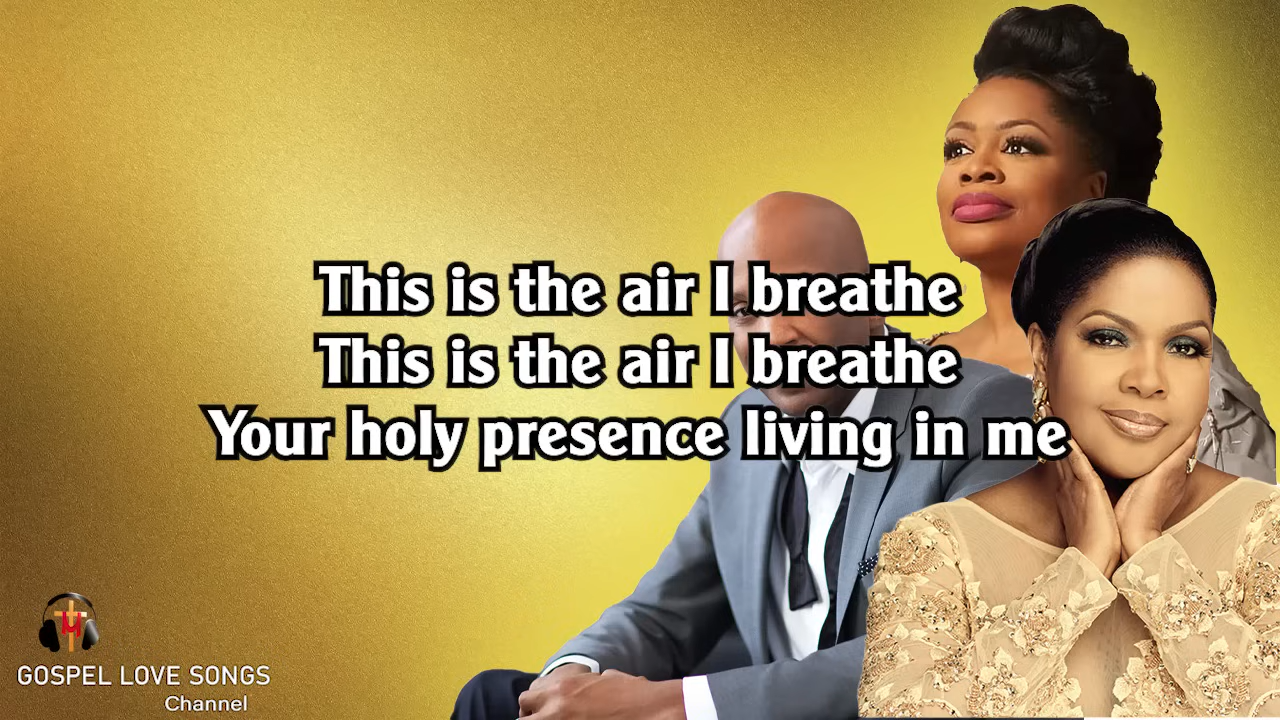 This is the air I breathe
This is the air I breathe
Your holy presence living in me
GOSPEL LOVE SONGS
Channel